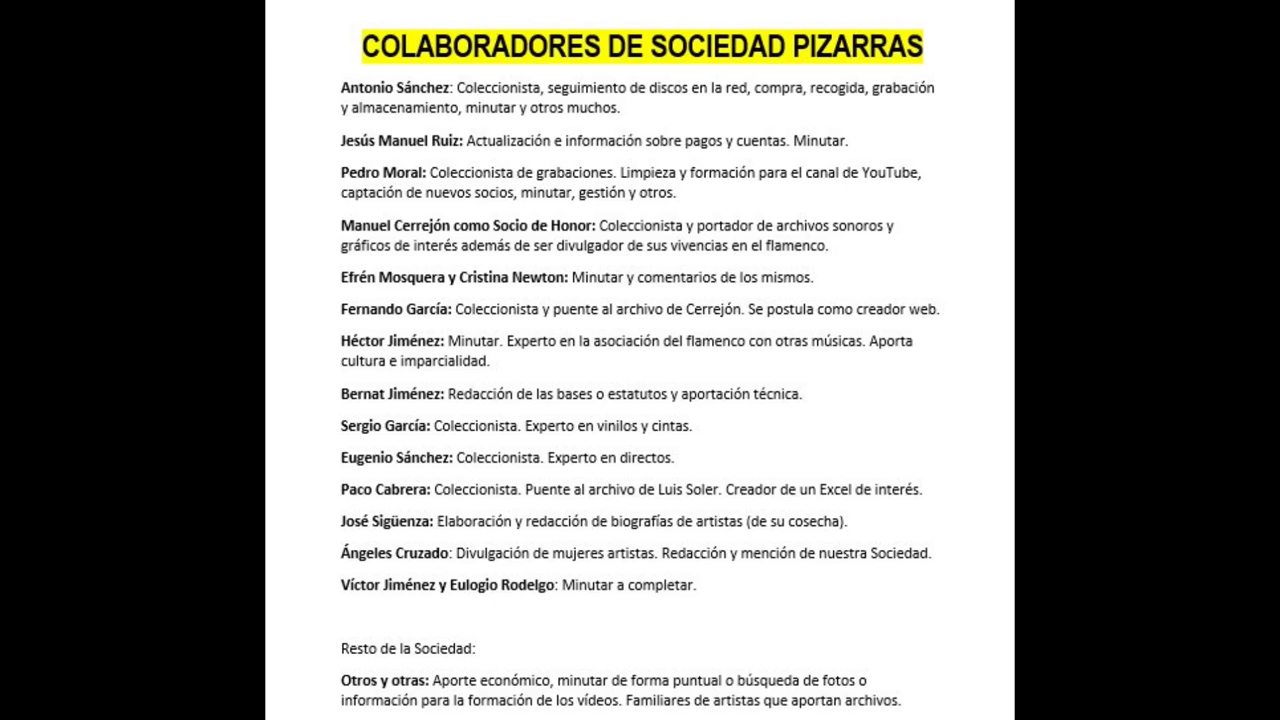 COLABORADORES DE SOCIEDAD PIZARRAS
Antonio Sánchez: Coleccionista, seguimiento de discos en la red, compra, recogida, grabación
y almacenamiento, minutar y otros muchos.
Jesús Manuel Ruiz: Actualización e información sobre pagos y cuentas. Minutar.
Pedro Moral: Coleccionista de grabaciones. Limpieza y formación para el canal de YouTube,
captación de nuevos socios, minutar, gestión y otros.
Manuel Cerrejón como Socio de Honor: Coleccionista y portador de archivos sonoros y
gráficos de interés además de ser divulgador de sus vivencias en el flamenco.
Efrén Mosquera y Cristina Newton: Minutar y comentarios de los mismos.
Fernando García: Coleccionista y puente al archivo de Cerrejón. Se postula como creador web.
Héctor Jiménez: Minutar. Experto en la asociación del flamenco con otras músicas. Aporta
cultura e imparcialidad.
Bernat Jiménez: Redacción de las bases o estatutos y aportación técnica.
Sergio García: Coleccionista. Experto en vinilos y cintas.
Eugenio Sánchez: Coleccionista. Experto en directos.
Paco Cabrera: Coleccionista. Puente al archivo de Luis Soler. Creador de un Excel de interés.
José Sigüenza: Elaboración y redacción de biografías de artistas (de su cosecha).
Ángeles Cruzado: Divulgación de mujeres artistas. Redacción y mención de nuestra Sociedad.
Víctor Jiménez y Eulogio Rodelgo: Minutar a completar.
Resto de la Sociedad:
Otros y otras: Aporte económico, minutar de forma puntual o búsqueda de fotos o
información para la formación de los vídeos. Familiares de artistas que aportan archivos.